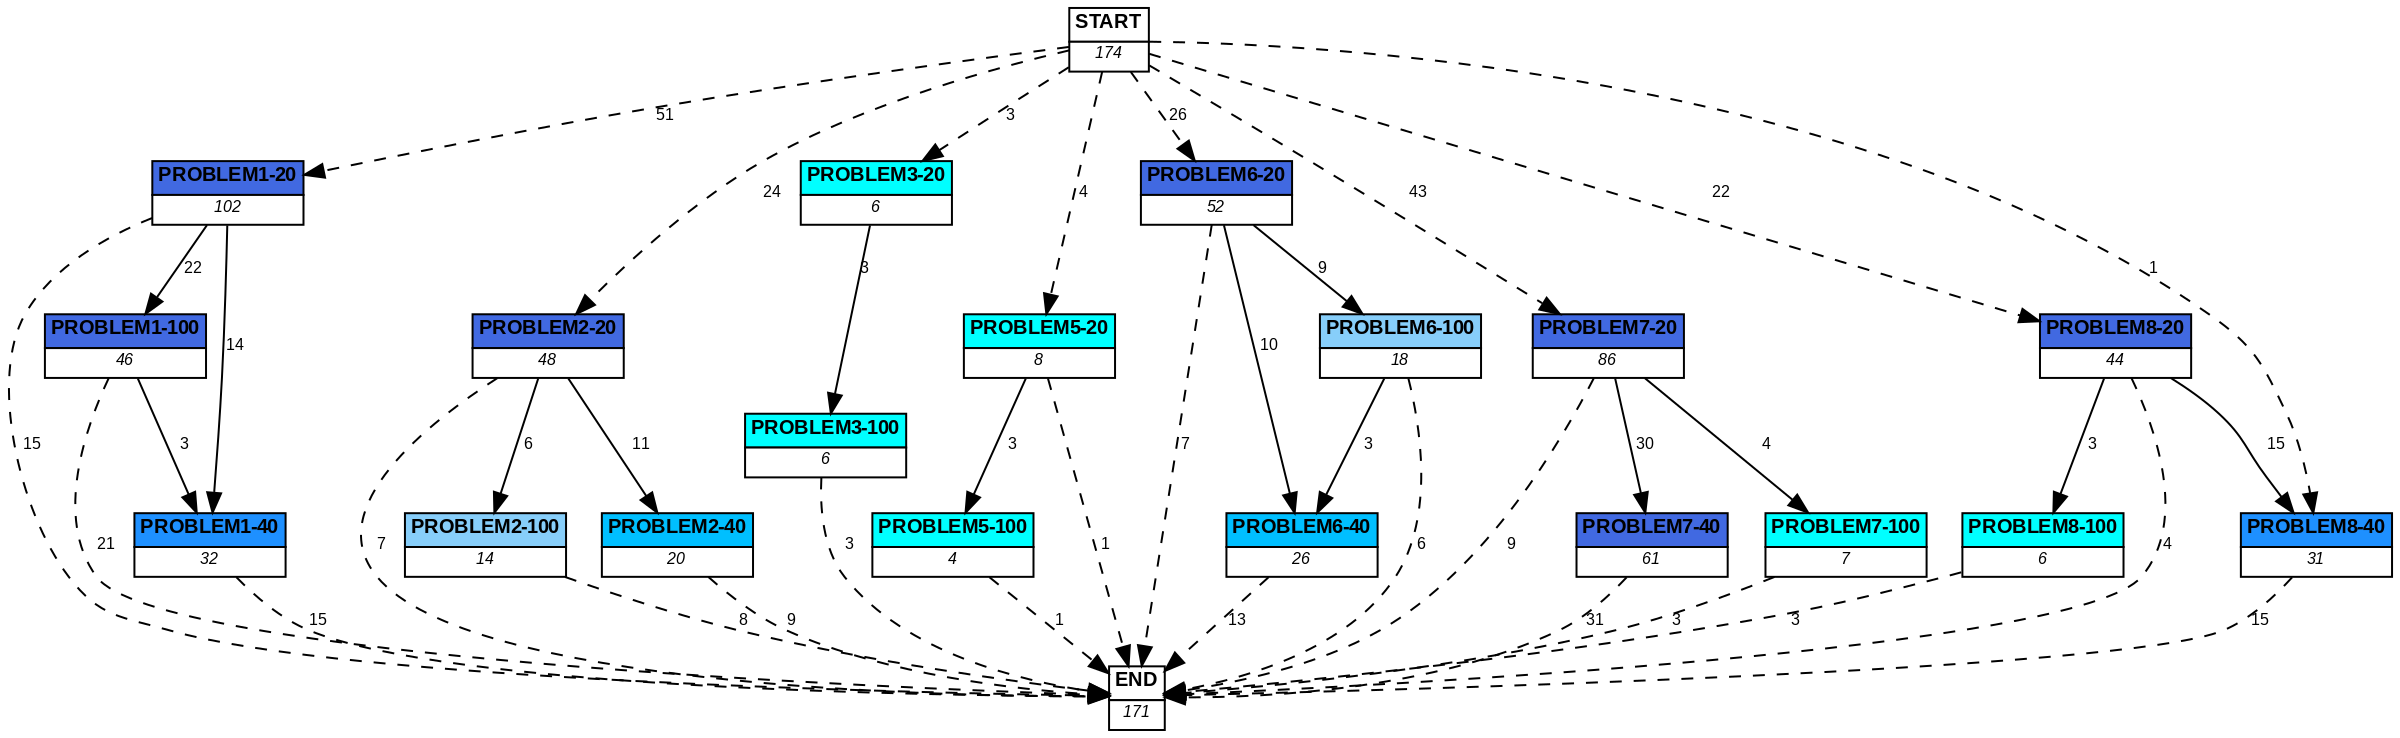 START
174
51
3
26
PROBLEM1-20
102
24
PROBLEM3-20
6
4
PROBLEM6-20
52
43
22
22
3
9
1
14
PROBLEM1-100
46
PROBLEM2-20
48
PROBLEM5-20
8
10
PROBLEM6-100
18
PROBLEM7-20
86
PROBLEM8-20
44
15
3
7
6
11
PROBLEM3-100
6
3
7
3
9
30
4
3
15
21
PROBLEM1-40
32
PROBLEM2-100
14
PROBLEM2-40
20
3
PROBLEM5-100
4
1
PROBLEM6-40
26
6
PROBLEM7-40
61
PROBLEM7-100
7
PROBLEM8-100
6
4
PROBLEM8-40
31
15
8
9
1
13
31
3
3
15
END
171